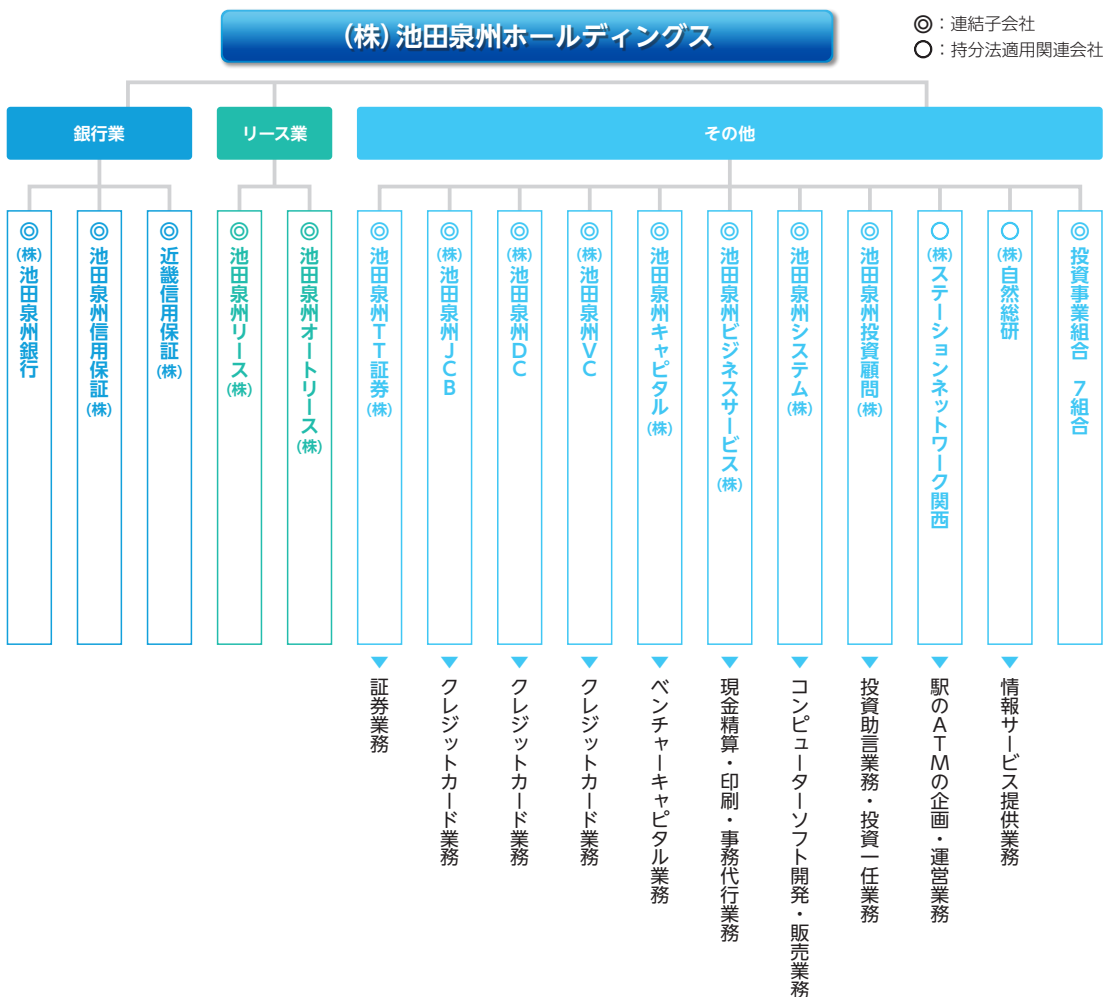 (株)池田泉州ホールディングス
◎：連結子会社
○：持分法適用関連会社
銀行業
リース業
その他
◎(株)池田泉州銀行
◎池田泉州信用保証(株)
◎近畿信用保証(株)
◎池田泉州リース(株)
◎池田泉州オートリース(株)
◎池田泉州TT証券(株)
◎(株)池田泉州JCB
◎(株)池田泉州DC
◎(株)池田泉州VC
◎池田泉州キャピタル(株)
◎池田泉州ビジネスサービス(株)
◎池田泉州システム(株)
◎池田泉州投資顧問(株)
○(株)ステーションネットワーク関西
○(株)自然総研
◎投資事業組合　7組合
証券業務
クレジットカード業務
クレジットカード業務
クレジットカード業務
ベンチャーキャピタル業務
現金精算・印刷・事務代行業務
コンピューターソフト開発・販売業務
投資助言業務・投資一任業務
駅のATMの企画・運営業務
情報サービス提供業務